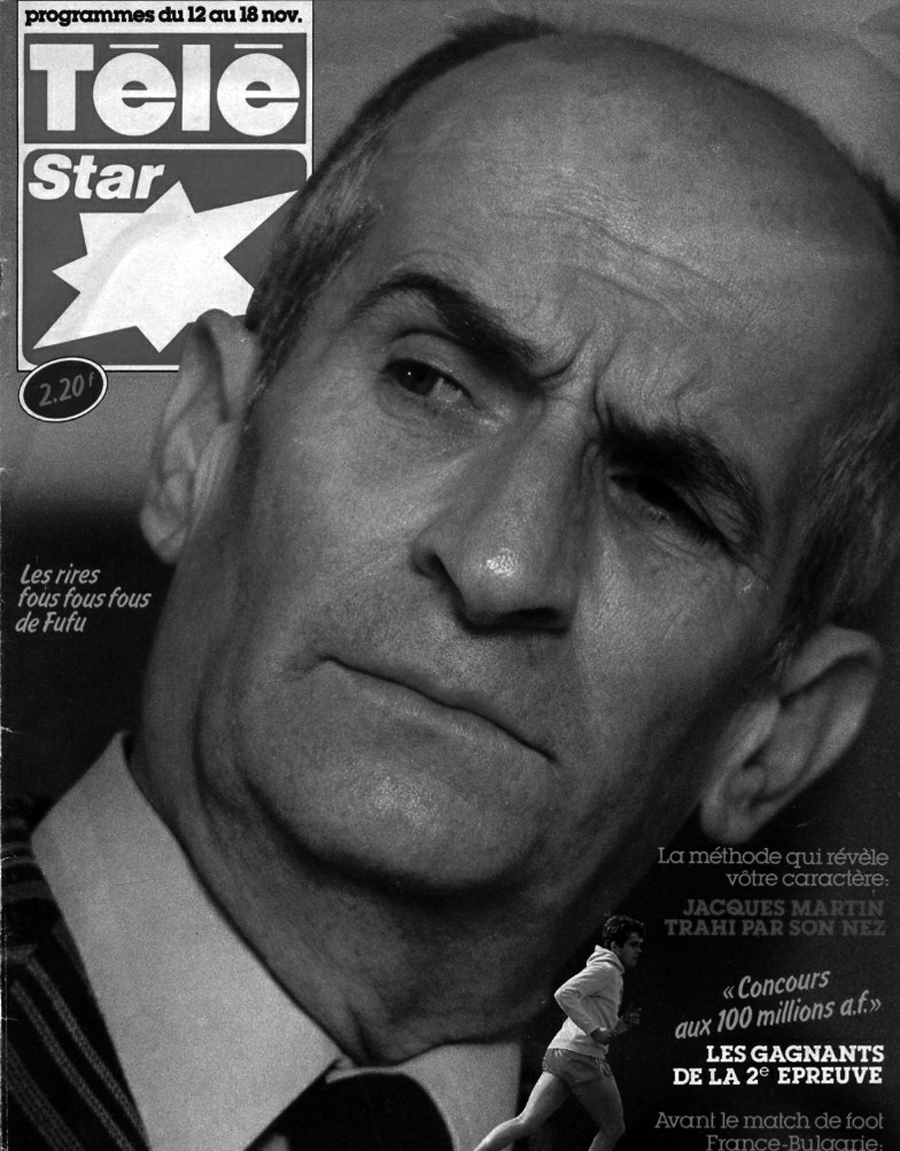 programmes du 12 au 18 nov.
Télé
Star
2.20f
Les rires
fous fous fous
de Fufu
La méthode qui révèle
vôtre caractère:
JACQUES MARTIN
TRAHI PAR SON NEZ
«Concours
aux 100 millions a.f.»
LES GAGNANTS
DE LA 2e EPREUVE
Avant le match de foot
France-Bulgarie: